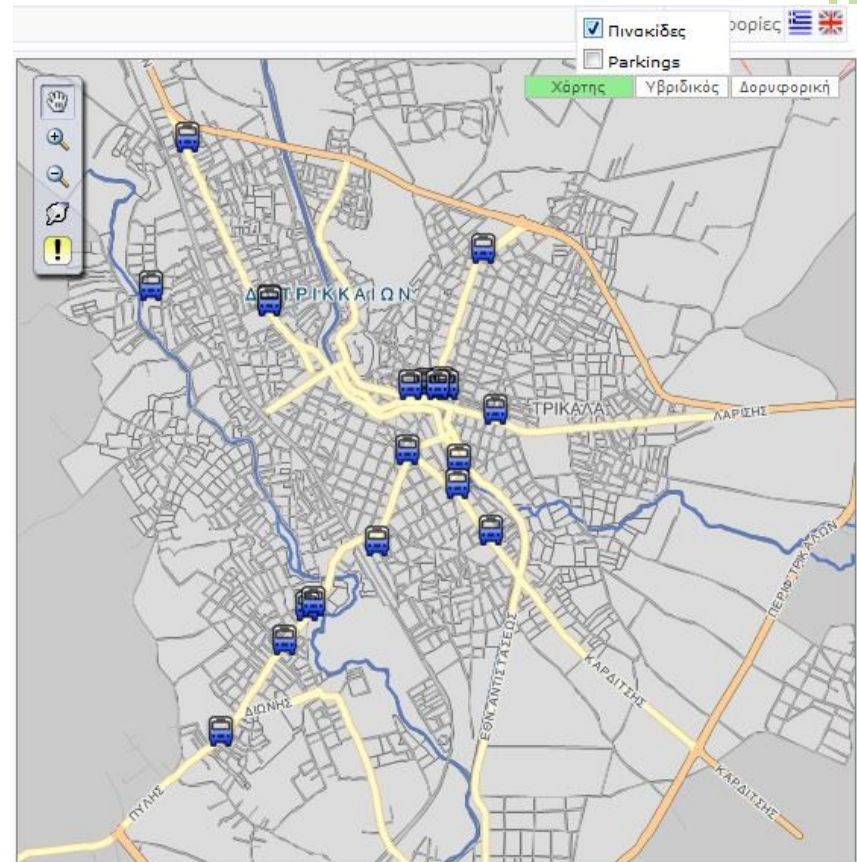 Πινακίδες
ορίες
Parkings
Χάρτης Υβριδικός Δορυφορική
Δ. ΤΡΙΚΚΑΙΩΝ
ΤΡΙΚΑΛΑ
ΛΑΡΙΣΗΣ
ΠΕΡΙΦ. ΤΡΙΚΑΛΩΝ
ΕΘΝ. ΑΝΤΙΣΤΑΣΕΩΣ
ΚΑΡΔΙΤΣΗΣ
ΔΙΩΝΗΣ
ΚΑΡΔΙΤΣΗΣ
ΠΥΛΗΣ